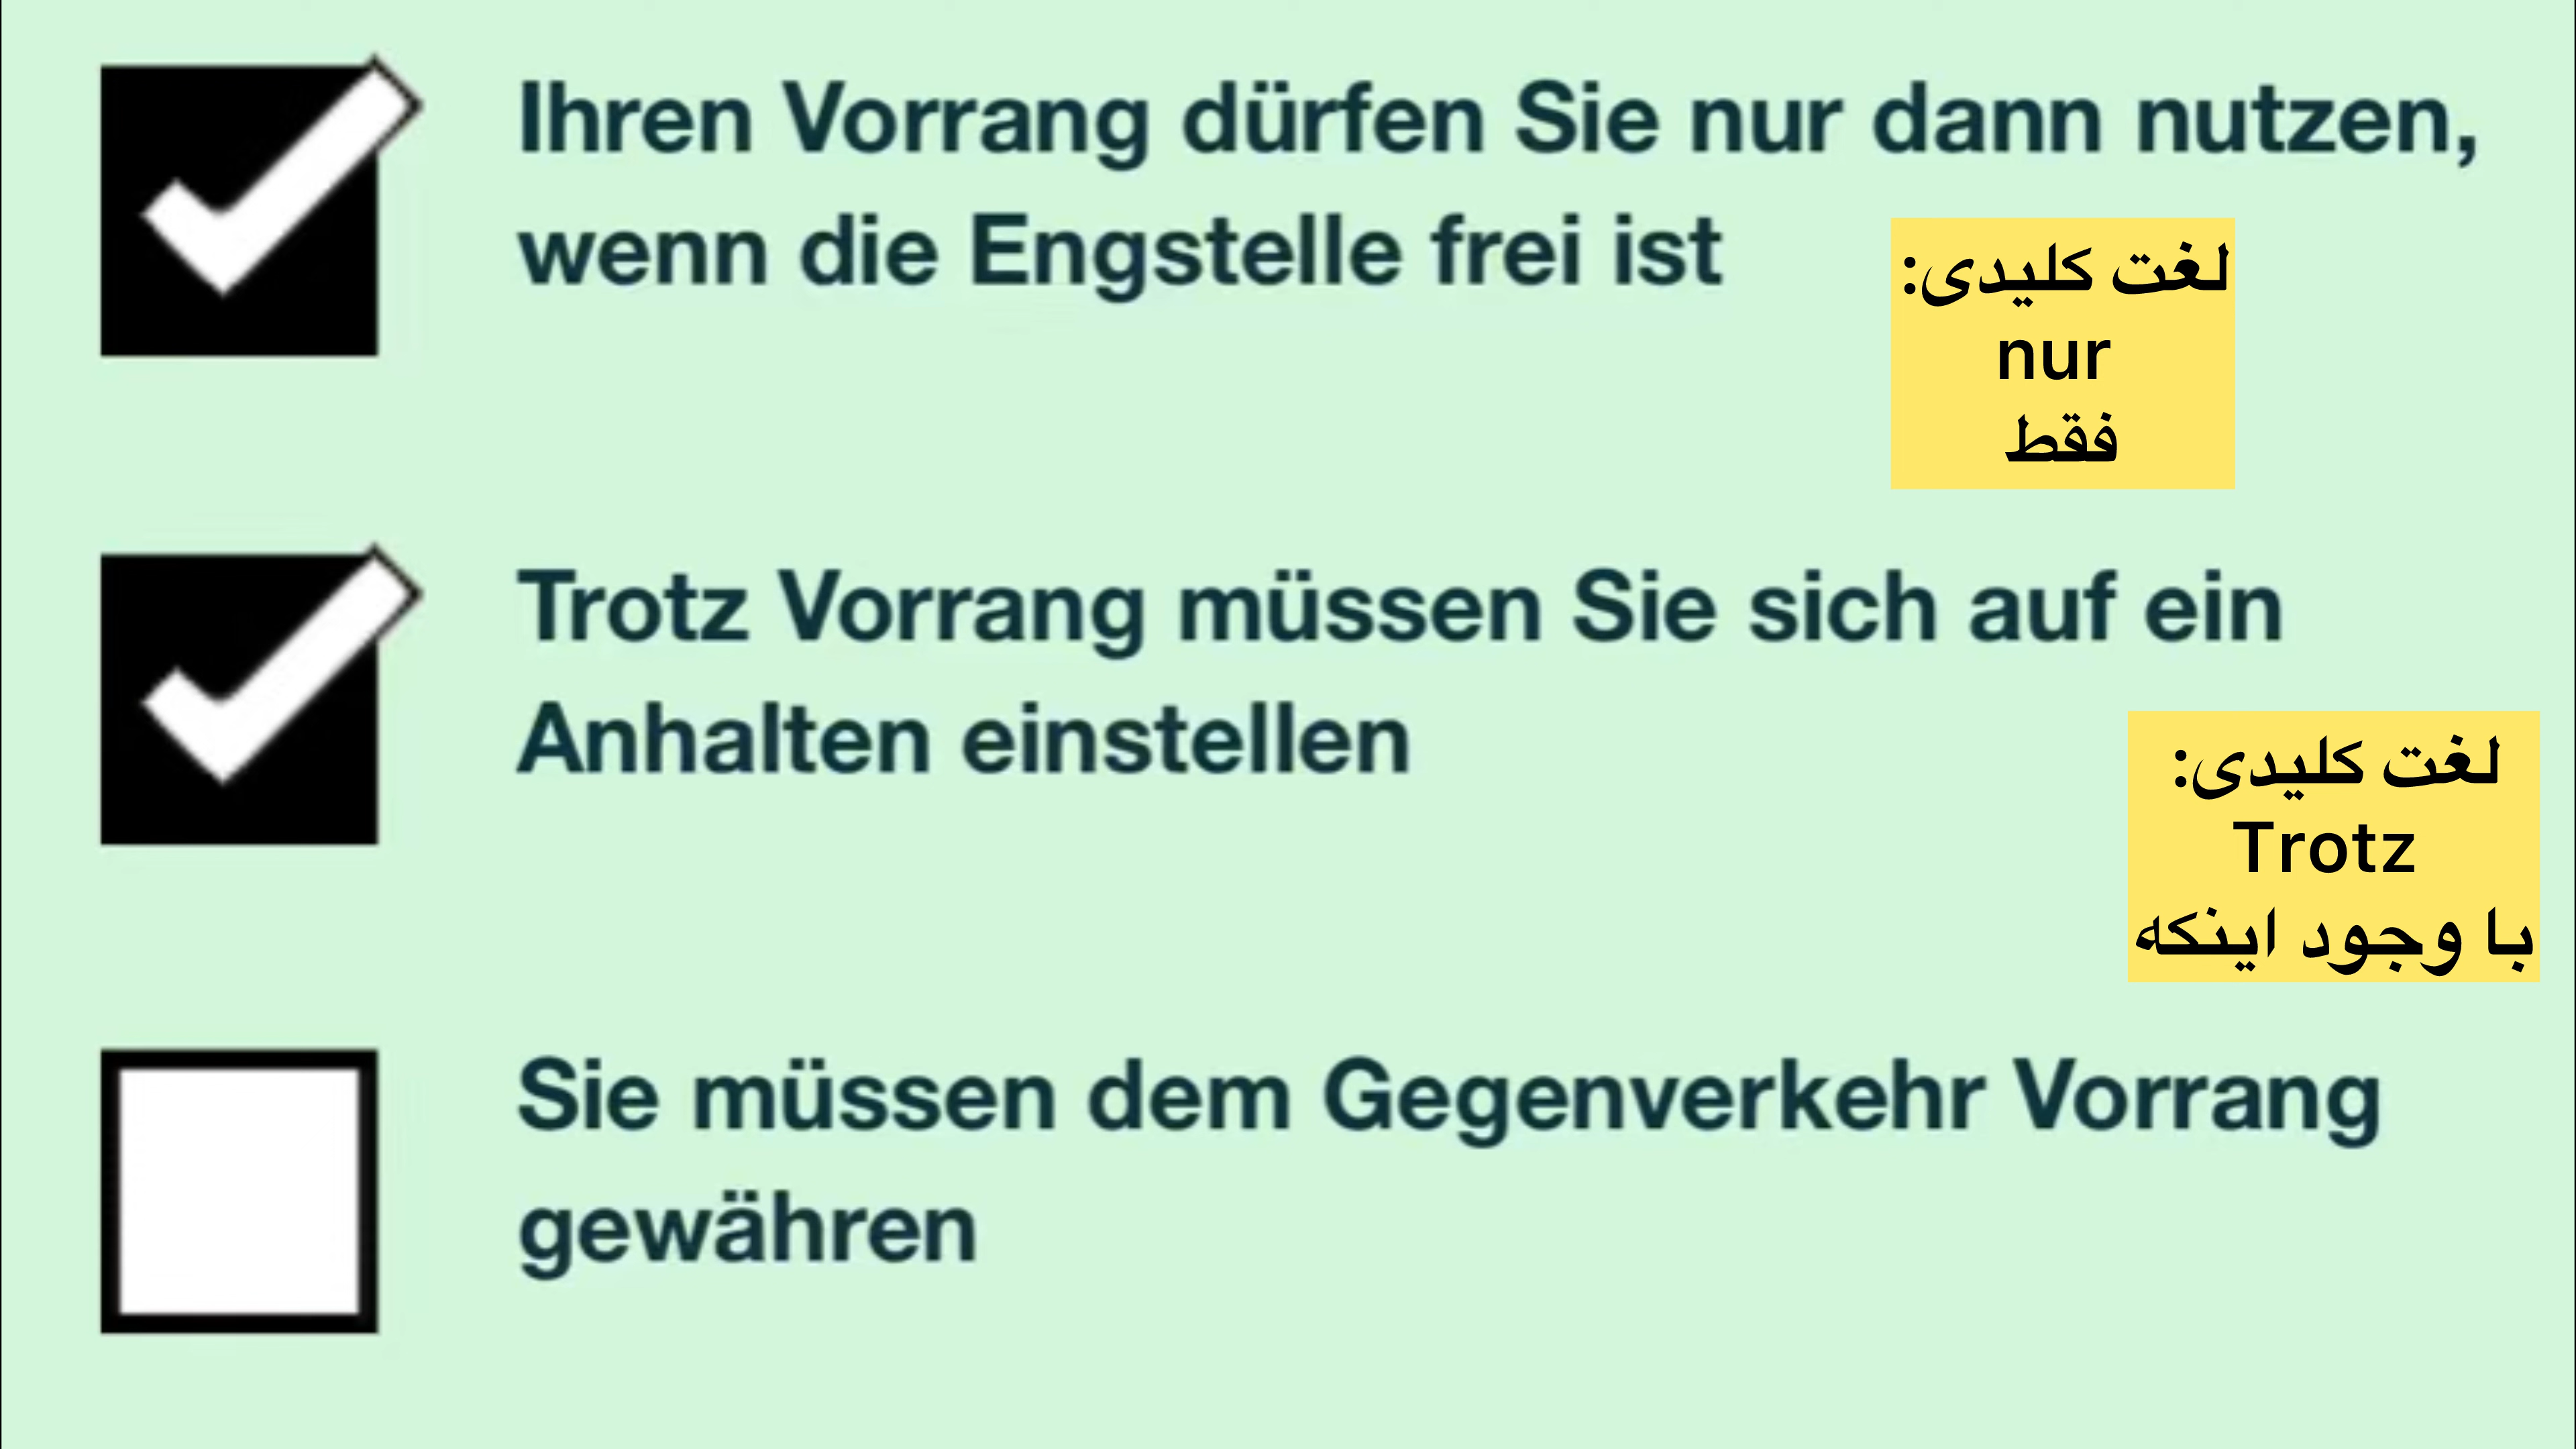 Ihren Vorrang dürfen Sie nur dann nutzen,
wenn die Engstelle frei ist
لغت کلیدی:
nur
فقط
Trotz Vorrang müssen Sie sich auf ein
Anhalten einstellen
لغت کلیدی:
Trotz
با وجود اینکه
Sie müssen dem Gegenverkehr Vorrang
gewähren